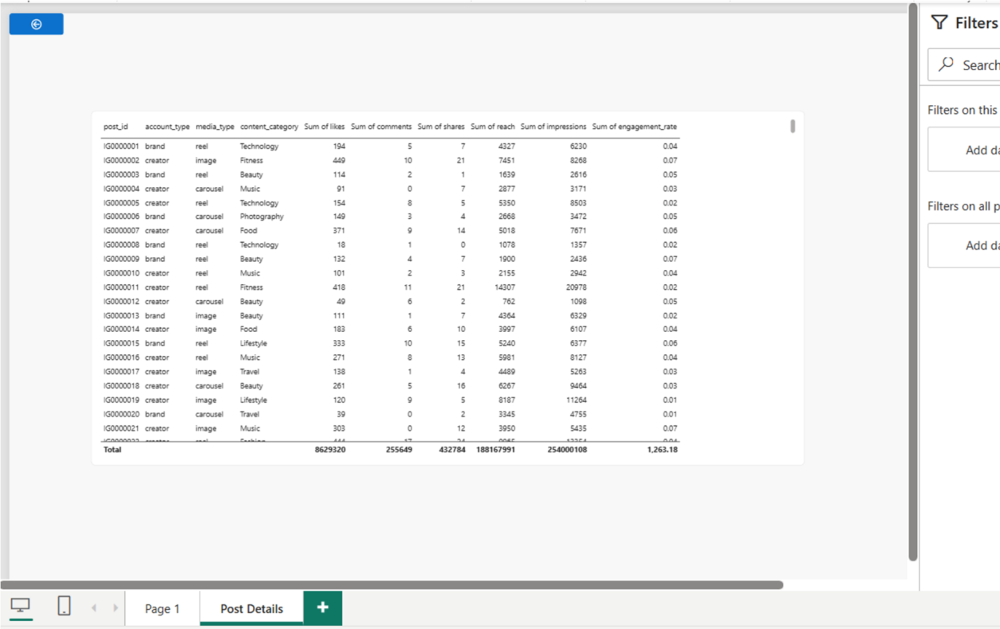 Filters
Search
Filters on this
Add da
Filters on all p
Add da
post_id account_type media_type content_category Sum of likes Sum of comments Sum of shares Sum of reach Sum of impressions Sum of engagement_rate
IG0000001 brand reel Technology 194 5 7 4327 6230 0.04
IG0000002 creator image Fitness 449 10 21 7451 8268 0.07
IG0000003 brand reel Beauty 114 2 1 1639 2616 0.05
IG0000004 creator carousel Music 91 0 7 2877 3171 0.03
IG0000005 creator reel Technology 154 8 5 5350 8503 0.02
IG0000006 brand carousel Photography 149 3 4 2668 3472 0.05
IG0000007 creator carousel Food 371 9 14 5018 7671 0.06
IG0000008 brand reel Technology 18 1 0 1078 1357 0.02
IG0000009 brand reel Beauty 132 4 7 1900 2436 0.07
IG0000010 creator reel Music 101 2 3 2155 2942 0.04
IG0000011 creator reel Fitness 418 11 21 14307 20978 0.02
IG0000012 creator carousel Beauty 49 6 2 762 1098 0.05
IG0000013 brand image Beauty 111 1 7 4364 6329 0.02
IG0000014 creator image Food 183 6 10 3997 6107 0.04
IG0000015 brand reel Lifestyle 333 10 15 5240 6377 0.06
IG0000016 creator reel Music 271 8 13 5981 8127 0.04
IG0000017 creator image Travel 138 1 4 4489 5263 0.03
IG0000018 creator carousel Beauty 261 5 16 6267 9464 0.03
IG0000019 creator image Lifestyle 120 9 5 8187 11264 0.01
IG0000020 brand carousel Travel 39 0 2 3345 4755 0.01
IG0000021 creator image Music 303 0 12 3950 5435 0.07
Total 8629320 255649 432784 188167991 254000108 1,263.18
Page 1 Post Details +